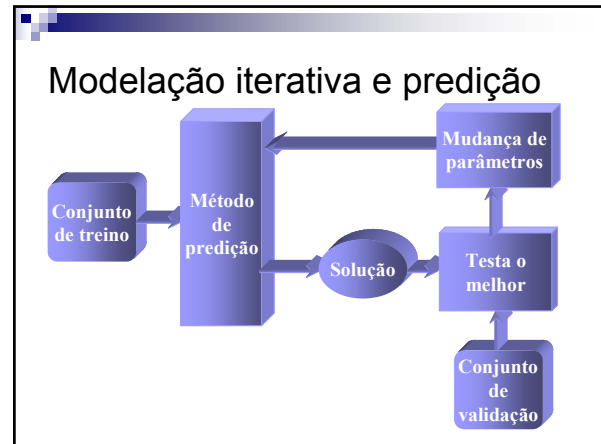 Modelação iterativa e predição
Mudança de
parâmetros
Conjunto
de treino
Método
de
predição
Solução
Testa o
melhor
Conjunto
de
validação